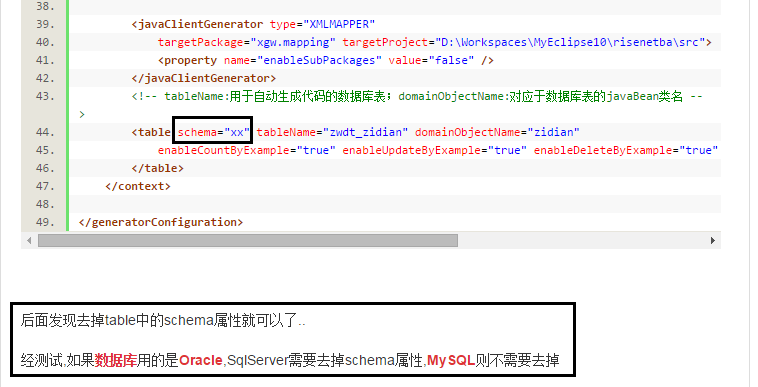 38.
39. <javaClientGenerator type="XMLMAPPER"
40. targetPackage="xgw.mapping" targetProject="D:\Workspaces\MyEclipse10\risenetba\src">
41. <property name="enableSubPackages" value="false" />
42. </javaClientGenerator>
43. <!-- tableName:用于自动生成代码的数据库表；domainObjectName:对应于数据库表的javaBean类名 --
>
44. <table schema="xx" tableName="zwdt_zidian" domainObjectName="zidian"
45. enableCountByExample="true" enableUpdateByExample="true" enableDeleteByExample="true"
46. </table>
47. </context>
48.
49. </generatorConfiguration>
后面发现去掉table中的schema属性就可以了..
经测试,如果数据库用的是Oracle,SqlServer需要去掉schema属性,MySQL则不需要去掉